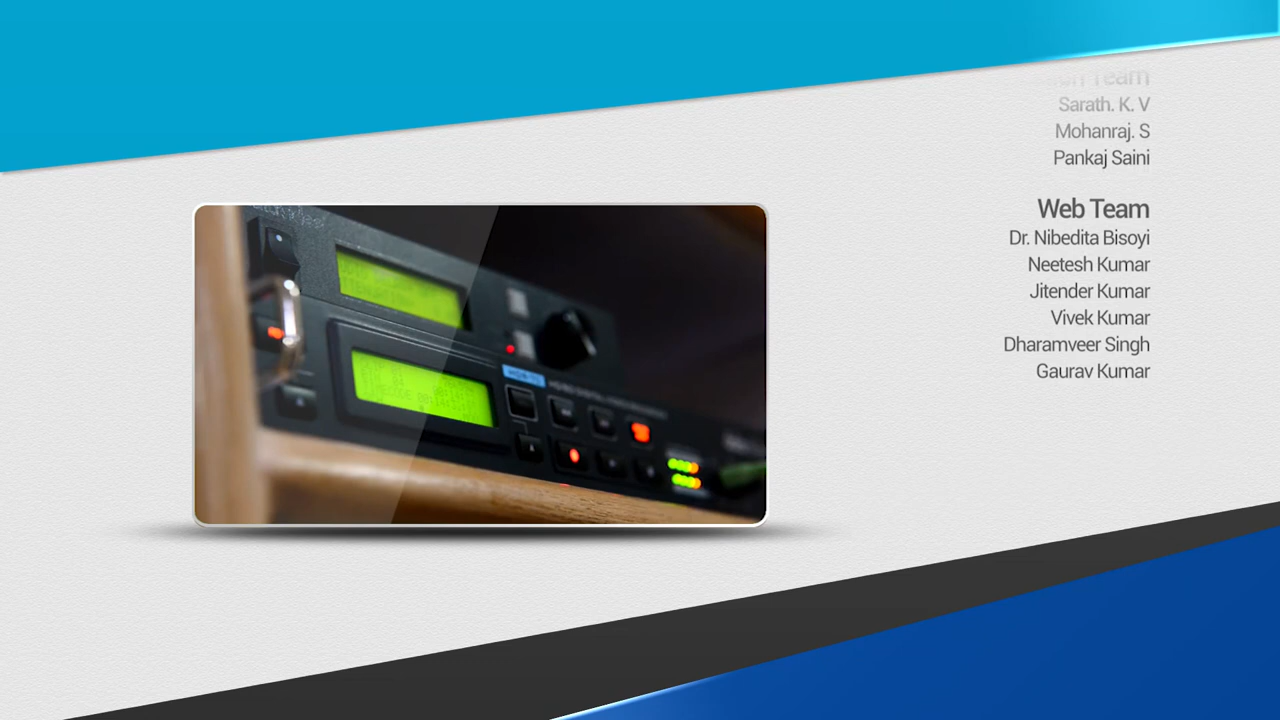 Team
Sarath. K. V
Mohanraj. S
Pankaj Saini
Web Team
Dr. Nibedita Bisoyi
Neetesh Kumar
Jitender Kumar
Vivek Kumar
Dharamveer Singh
Gaurav Kumar